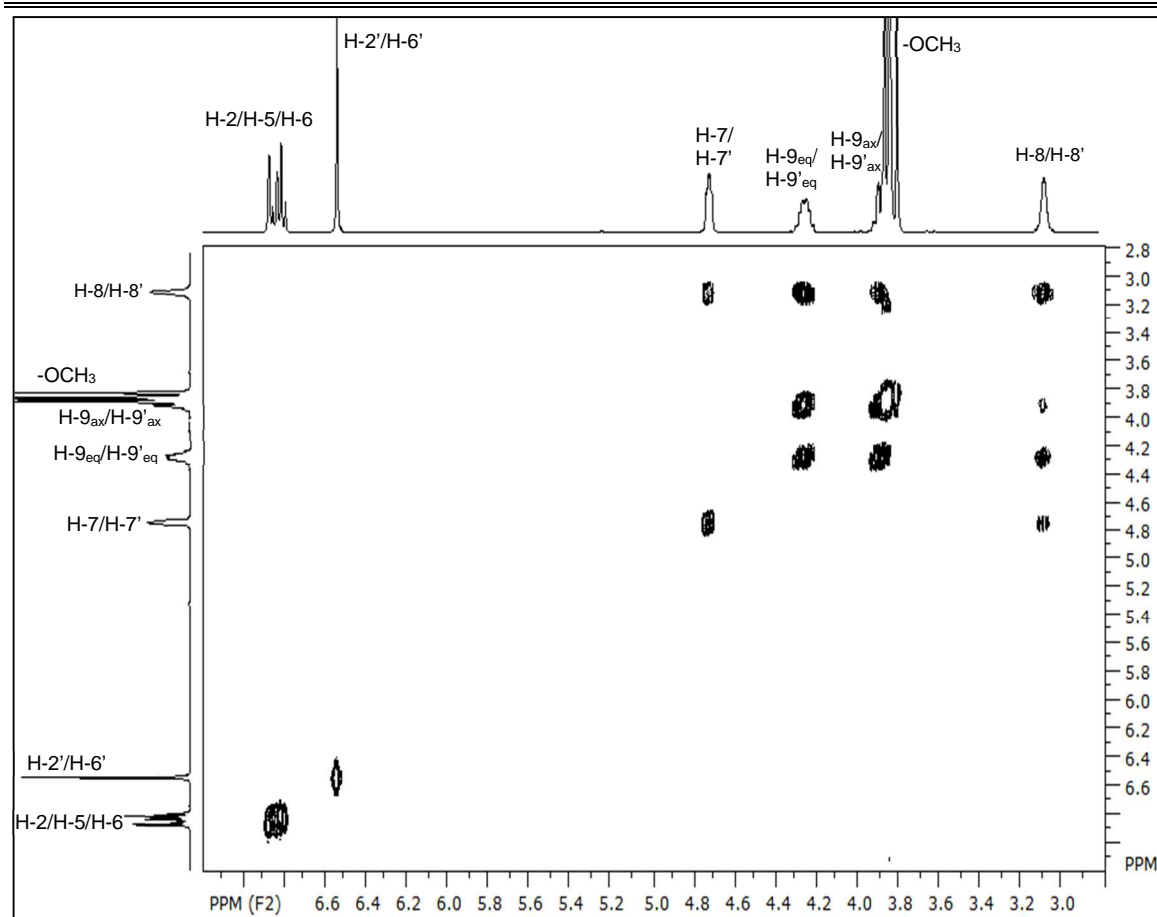 H-2'/H-6'
-OCH₃
H-2/H-5/H-6
H-7/
H-7'
H-9eq/
H-9'eq
H-9ax/
H-9'ax
H-8/H-8'
H-8/H-8'
-OCH₃
H-9ax/H-9'ax
H-9eq/H-9'eq
H-7/H-7'
H-2'/H-6'
H-2/H-5/H-6
2.8
3.0
3.2
3.4
3.6
3.8
4.0
4.2
4.4
4.6
4.8
5.0
5.2
5.4
5.6
5.8
6.0
6.2
6.4
6.6
PPM
PPM (F2) 6.6 6.4 6.2 6.0 5.8 5.6 5.4 5.2 5.0 4.8 4.6 4.4 4.2 4.0 3.8 3.6 3.4 3.2 3.0